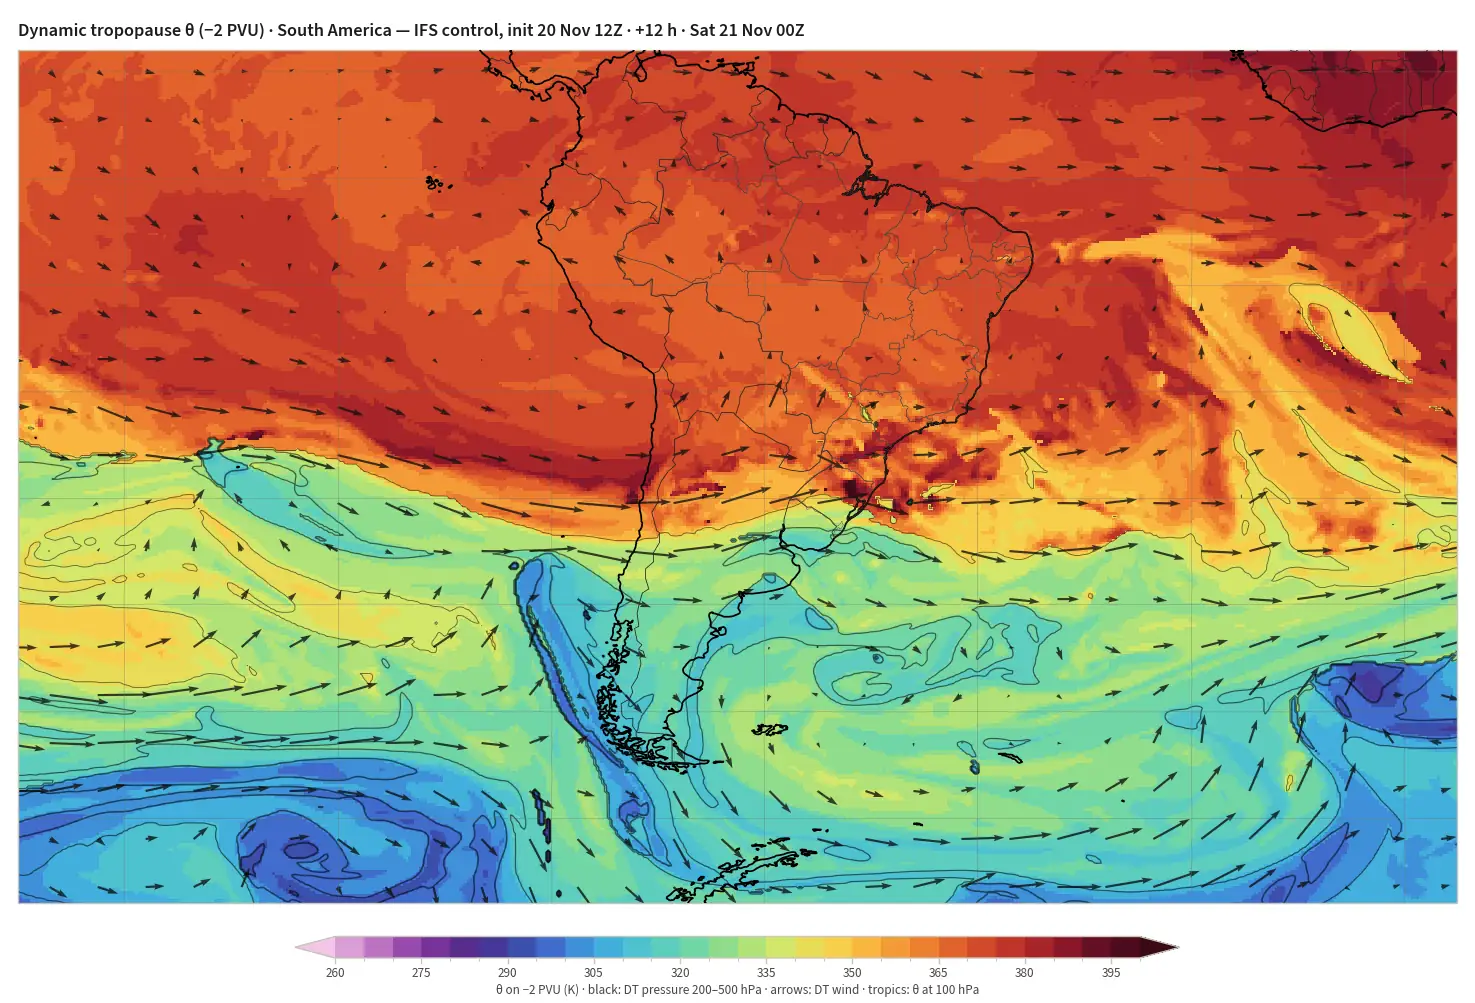 Dynamic tropopause θ (−2 PVU) · South America — IFS control, init 20 Nov 12Z · +12 h · Sat 21 Nov 00Z
260 275 290 305 320 335 350 365 380 395
θ on −2 PVU (K) · black: DT pressure 200–500 hPa · arrows: DT wind · tropics: θ at 100 hPa